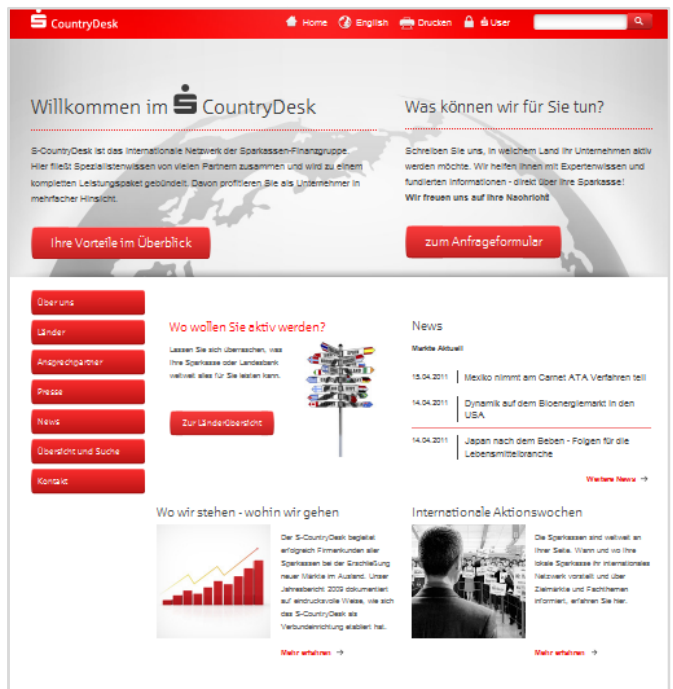 CountryDesk
Home English Drucken User
Willkommen im S CountryDesk
S-CountryDesk ist das internationale Netzwerk der Sparkassen-Finanzgruppe.
Hier fließt Spezialistenwissen von vielen Partnern zusammen und wird zu einem
kompletten Leistungspaket gebündelt. Davon profitieren Sie als Unternehmer in
mehrfacher Hinsicht.
Ihre Vorteile im Überblick
Was können wir für Sie tun?
Schreiben Sie uns, in welchem Land Ihr Unternehmen aktiv
werden möchte. Wir helfen Ihnen mit Expertenwissen und
fundierten Informationen - direkt über Ihre Sparkasse!
Wir freuen uns auf Ihre Nachricht!
zum Anfrageformular
Über uns
Länder
Ansprechpartner
Presse
News
Übersicht und Suche
Kontakt
Wo wollen Sie aktiv werden?
Lassen Sie sich überraschen, was
Ihre Sparkasse oder Landesbank
weltweit alles für Sie leisten kann.
Zur Länderübersicht
News
Märkte Aktuell
15.04.2011 Mexiko nimmt am Carnet ATA Verfahren teil
14.04.2011 Dynamik auf dem Bioenergiemarkt in den
USA
14.04.2011 Japan nach dem Beben - Folgen für die
Lebensmittelbranche
Weitere News →
Wo wir stehen - wohin wir gehen
Der S-CountryDesk begleitet
erfolgreich Firmenkunden aller
Sparkassen bei der Erschließung
neuer Märkte im Ausland. Unser
Jahresbericht 2009 dokumentiert
auf eindrucksvolle Weise, wie sich
das S-CountryDesk als
Verbundeinrichtung etabliert hat.
Mehr erfahren →
Internationale Aktionswochen
Die Sparkassen sind weltweit an
Ihrer Seite. Wann und wo Ihre
lokale Sparkasse ihr internationales
Netzwerk vorstellt und über
Zielmärkte und Fachthemen
informiert, erfahren Sie hier.
Mehr erfahren →